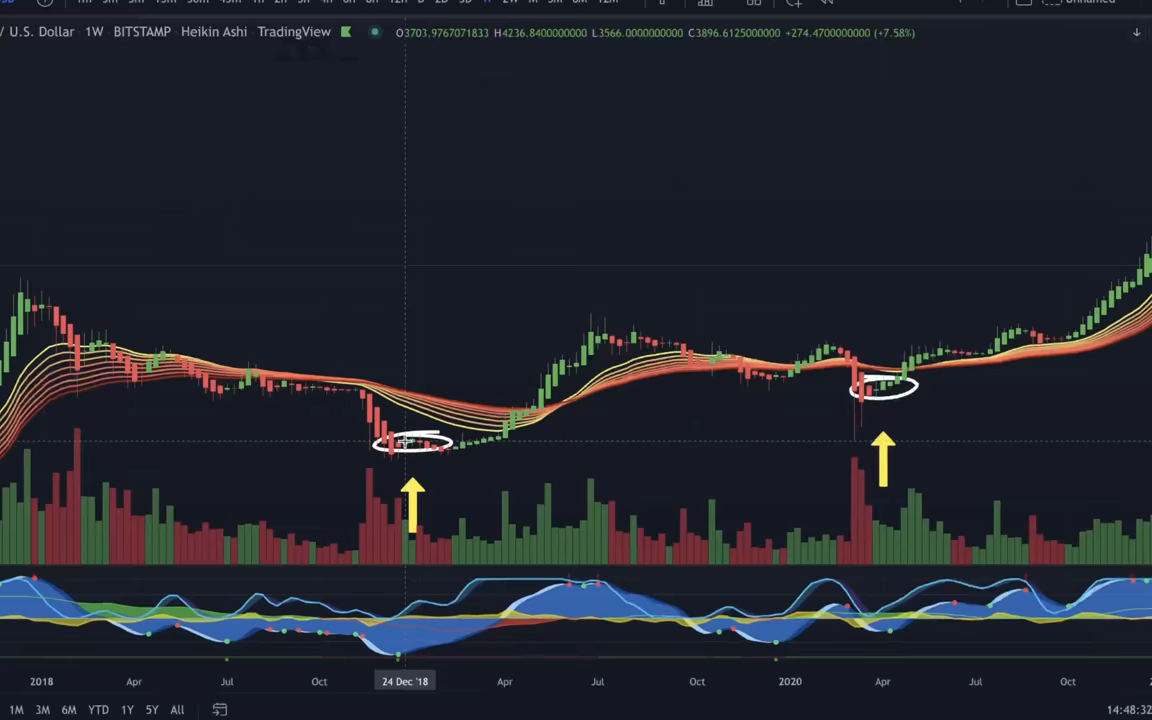 / U.S. Dollar 1W BITSTAMP Heikin Ashi TradingView O3703.9767071833 H4236.8400000000 L3566.0000000000 C3896.6125000000 +274.4700000000 (+7.58%)
2018 Apr Jul Oct 24 Dec '18 Apr Jul Oct 2020 Apr Jul Oct
1M 3M 6M YTD 1Y 5Y All 14:48:32